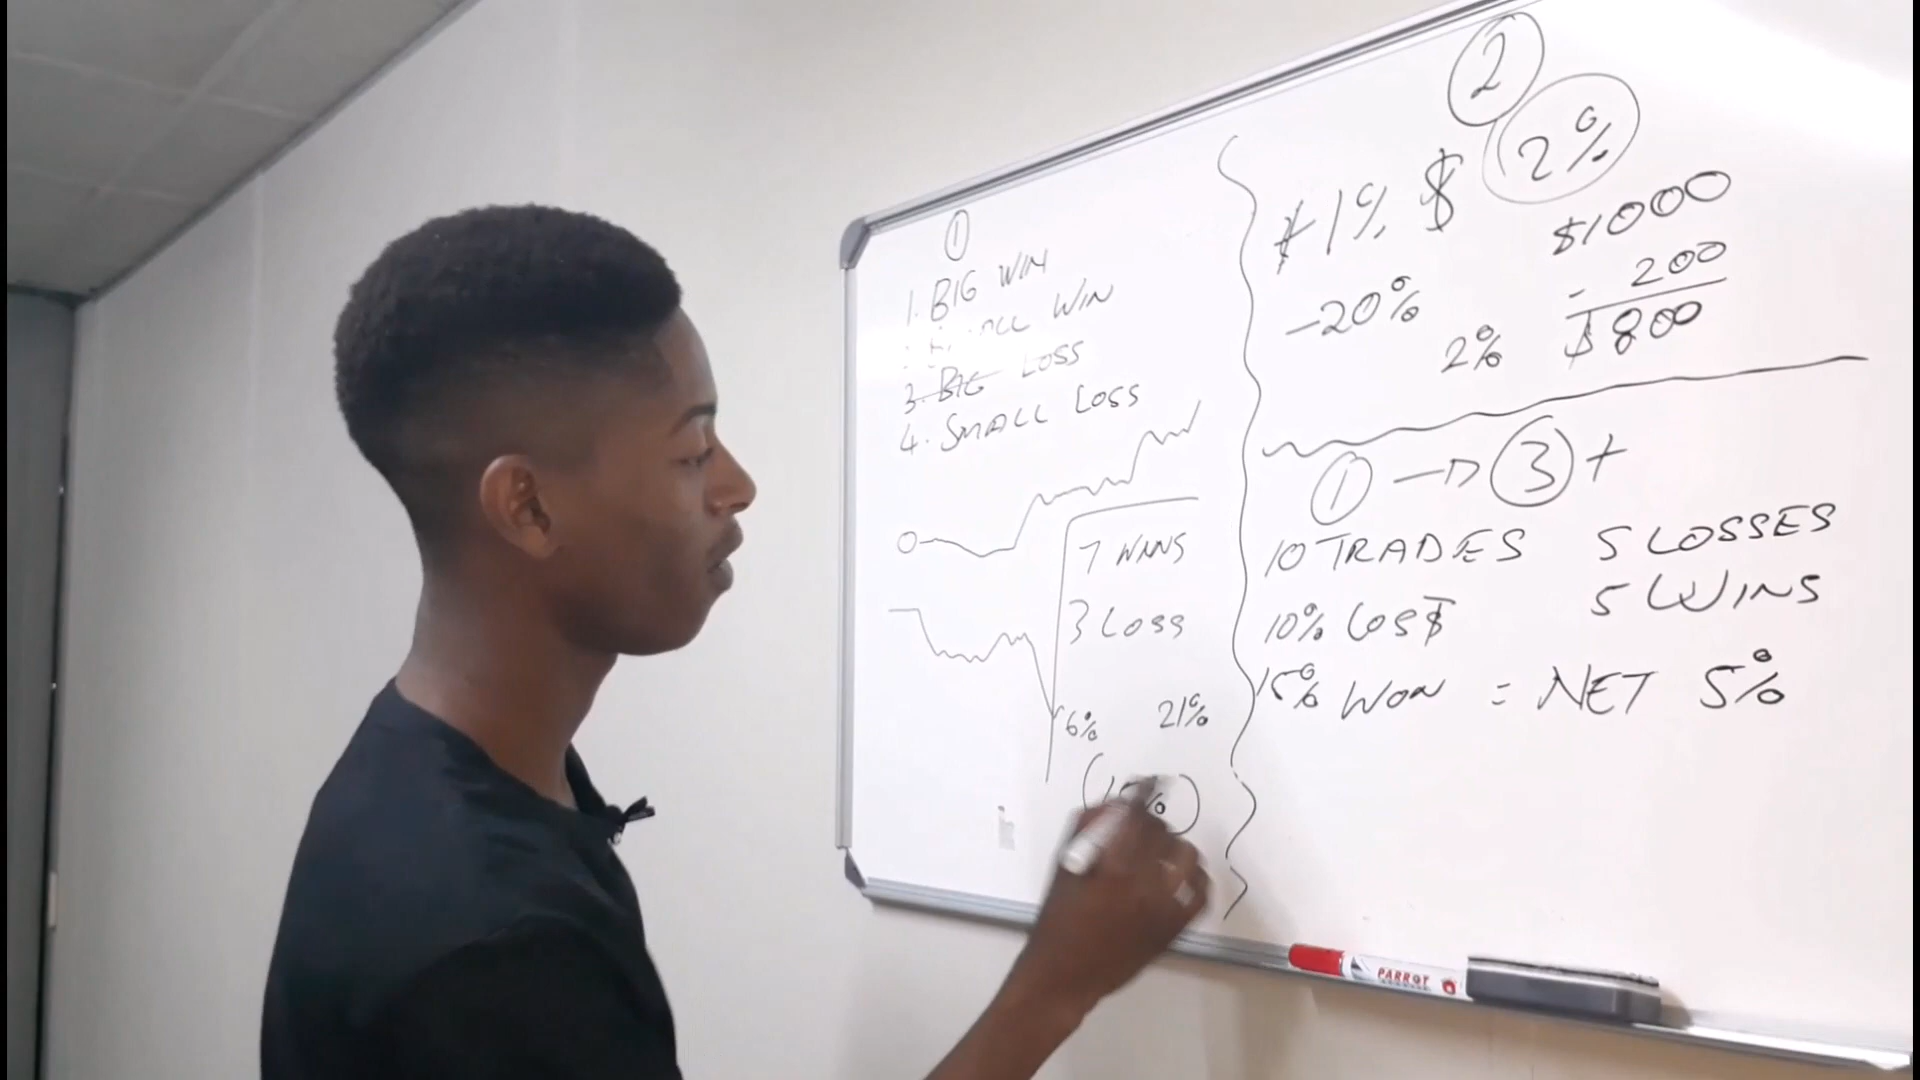 ①
1. BIG WIN
WIN
3. BIG LOSS
4. SMALL LOSS
7 WINS
3 LOSS
6% 21%
②
2%
1% $
$1000
-20%
- 200
2%
$800
① → ③ +
10 TRADES 5 LOSSES
10% LOST 5 WINS
15% WON = NET 5%
PARROT